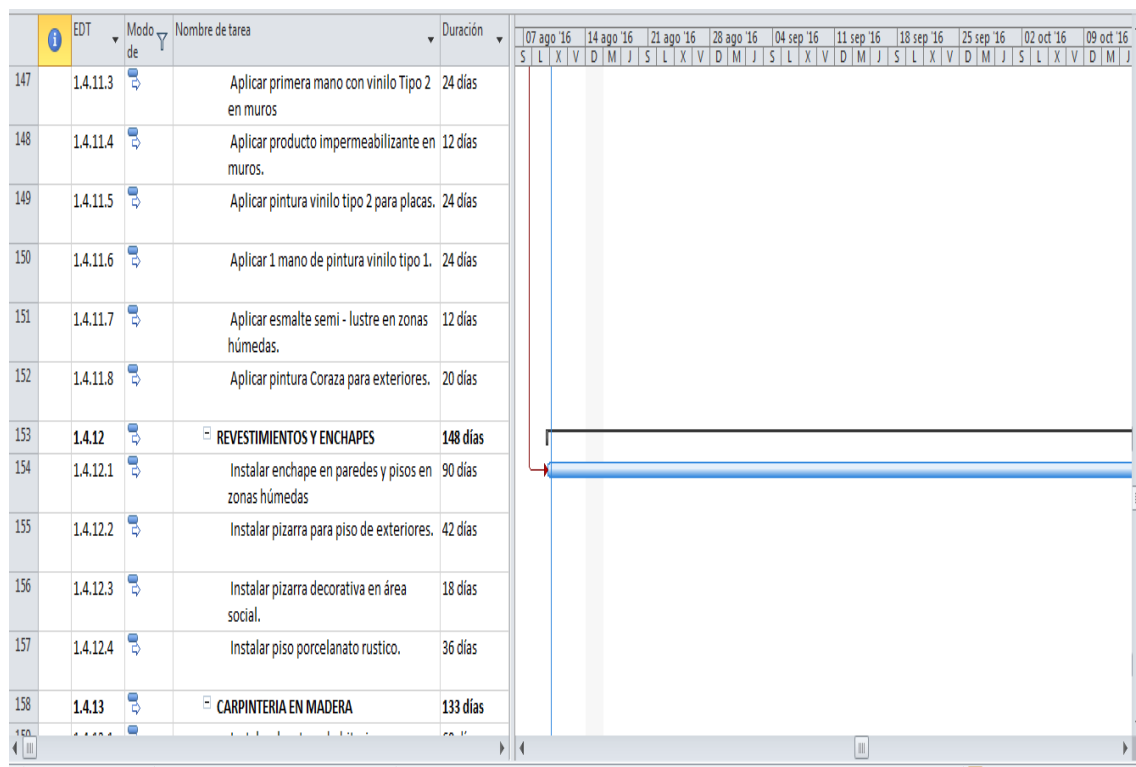 EDT Modo de Nombre de tarea Duración
07 ago '16 14 ago '16 21 ago '16 28 ago '16 04 sep '16 11 sep '16 18 sep '16 25 sep '16 02 oct '16 09 oct '16
S L X V D M J S L X V D M J S L X V D M J S L X V D M J S L X V D M J
147 1.4.11.3 Aplicar primera mano con vinilo Tipo 2 24 días
en muros
148 1.4.11.4 Aplicar producto impermeabilizante en 12 días
muros.
149 1.4.11.5 Aplicar pintura vinilo tipo 2 para placas. 24 días
150 1.4.11.6 Aplicar 1 mano de pintura vinilo tipo 1. 24 días
151 1.4.11.7 Aplicar esmalte semi - lustre en zonas 12 días
húmedas.
152 1.4.11.8 Aplicar pintura Coraza para exteriores. 20 días
153 1.4.12 REVESTIMIENTOS Y ENCHAPES 148 días
154 1.4.12.1 Instalar enchape en paredes y pisos en 90 días
zonas húmedas
155 1.4.12.2 Instalar pizarra para piso de exteriores. 42 días
156 1.4.12.3 Instalar pizarra decorativa en área 18 días
social.
157 1.4.12.4 Instalar piso porcelanato rustico. 36 días
158 1.4.13 CARPINTERIA EN MADERA 133 días